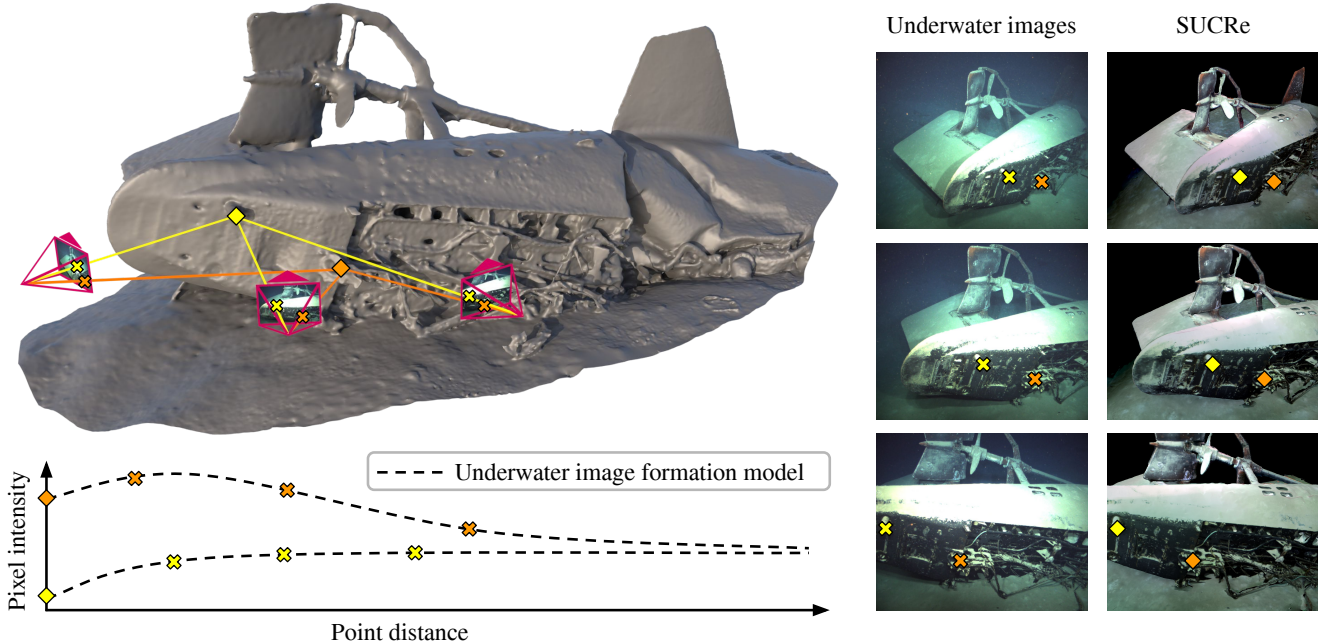 Underwater images
SUCRe
Underwater image formation model
Pixel intensity
Point distance